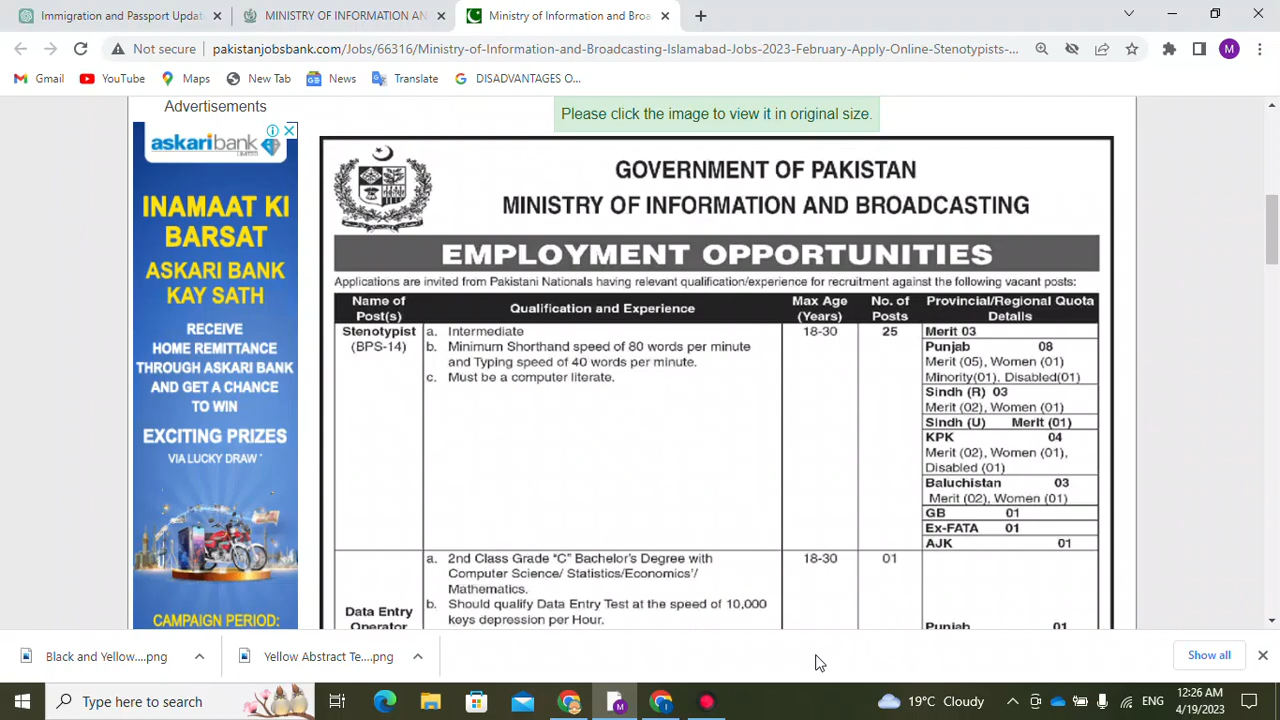 Immigration and Passport Updat
MINISTRY OF INFORMATION AN
Ministry of Information and Broa
Not secure
pakistanjobsbank.com/Jobs/66316/Ministry-of-Information-and-Broadcasting-Islamabad-Jobs-2023-February-Apply-Online-Stenotypists-...
M
Gmail
YouTube
Maps
New Tab
News
Translate
DISADVANTAGES O...
Advertisements
Please click the image to view it in original size.
askaribank
LIMITED
INAMAAT KI
BARSAT
ASKARI BANK
KAY SATH
RECEIVE
HOME REMITTANCE
THROUGH ASKARI BANK
AND GET A CHANCE
TO WIN
EXCITING PRIZES
VIA LUCKY DRAW*
CAMPAIGN PERIOD:
GOVERNMENT OF PAKISTAN
MINISTRY OF INFORMATION AND BROADCASTING
EMPLOYMENT OPPORTUNITIES
Applications are invited from Pakistani Nationals having relevant qualification/experience for recruitment against the following vacant posts:
Name of Post(s)
Qualification and Experience
Max Age (Years)
No. of Posts
Provincial/Regional Quota Details
Stenotypist
(BPS-14)
a. Intermediate
b. Minimum Shorthand speed of 80 words per minute
and Typing speed of 40 words per minute.
c. Must be a computer literate.
18-30
25
Merit 03
Punjab 08
Merit (05), Women (01)
Minority(01), Disabled(01)
Sindh (R) 03
Merit (02), Women (01)
Sindh (U) Merit (01)
KPK 04
Merit (02), Women (01),
Disabled (01)
Baluchistan 03
Merit (02), Women (01)
GB 01
Ex-FATA 01
AJK 01
Data Entry
Operator
a. 2nd Class Grade "C" Bachelor's Degree with
Computer Science/ Statistics/Economics'/
Mathematics.
b. Should qualify Data Entry Test at the speed of 10,000
keys depression per Hour.
18-30
01
Punjab 01
Black and Yellow....png
Yellow Abstract Te....png
Show all
Type here to search
19°C Cloudy
ENG
12:26 AM
4/19/2023